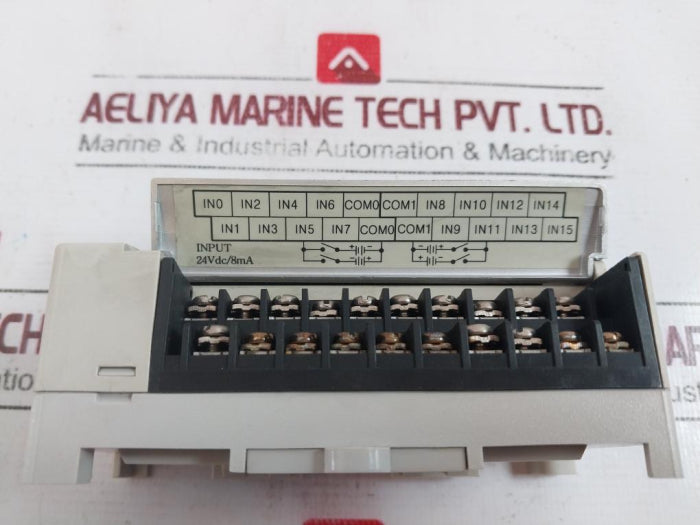 AELIYA MARINE TECH PVT. LTD.
Marine & Industrial Automation & Machinery
IN0 IN2 IN4 IN6 COM0 COM1 IN8 IN10 IN12 IN14
IN1 IN3 IN5 IN7 COM0 COM1 IN9 IN11 IN13 IN15
INPUT
24Vdc/8mA